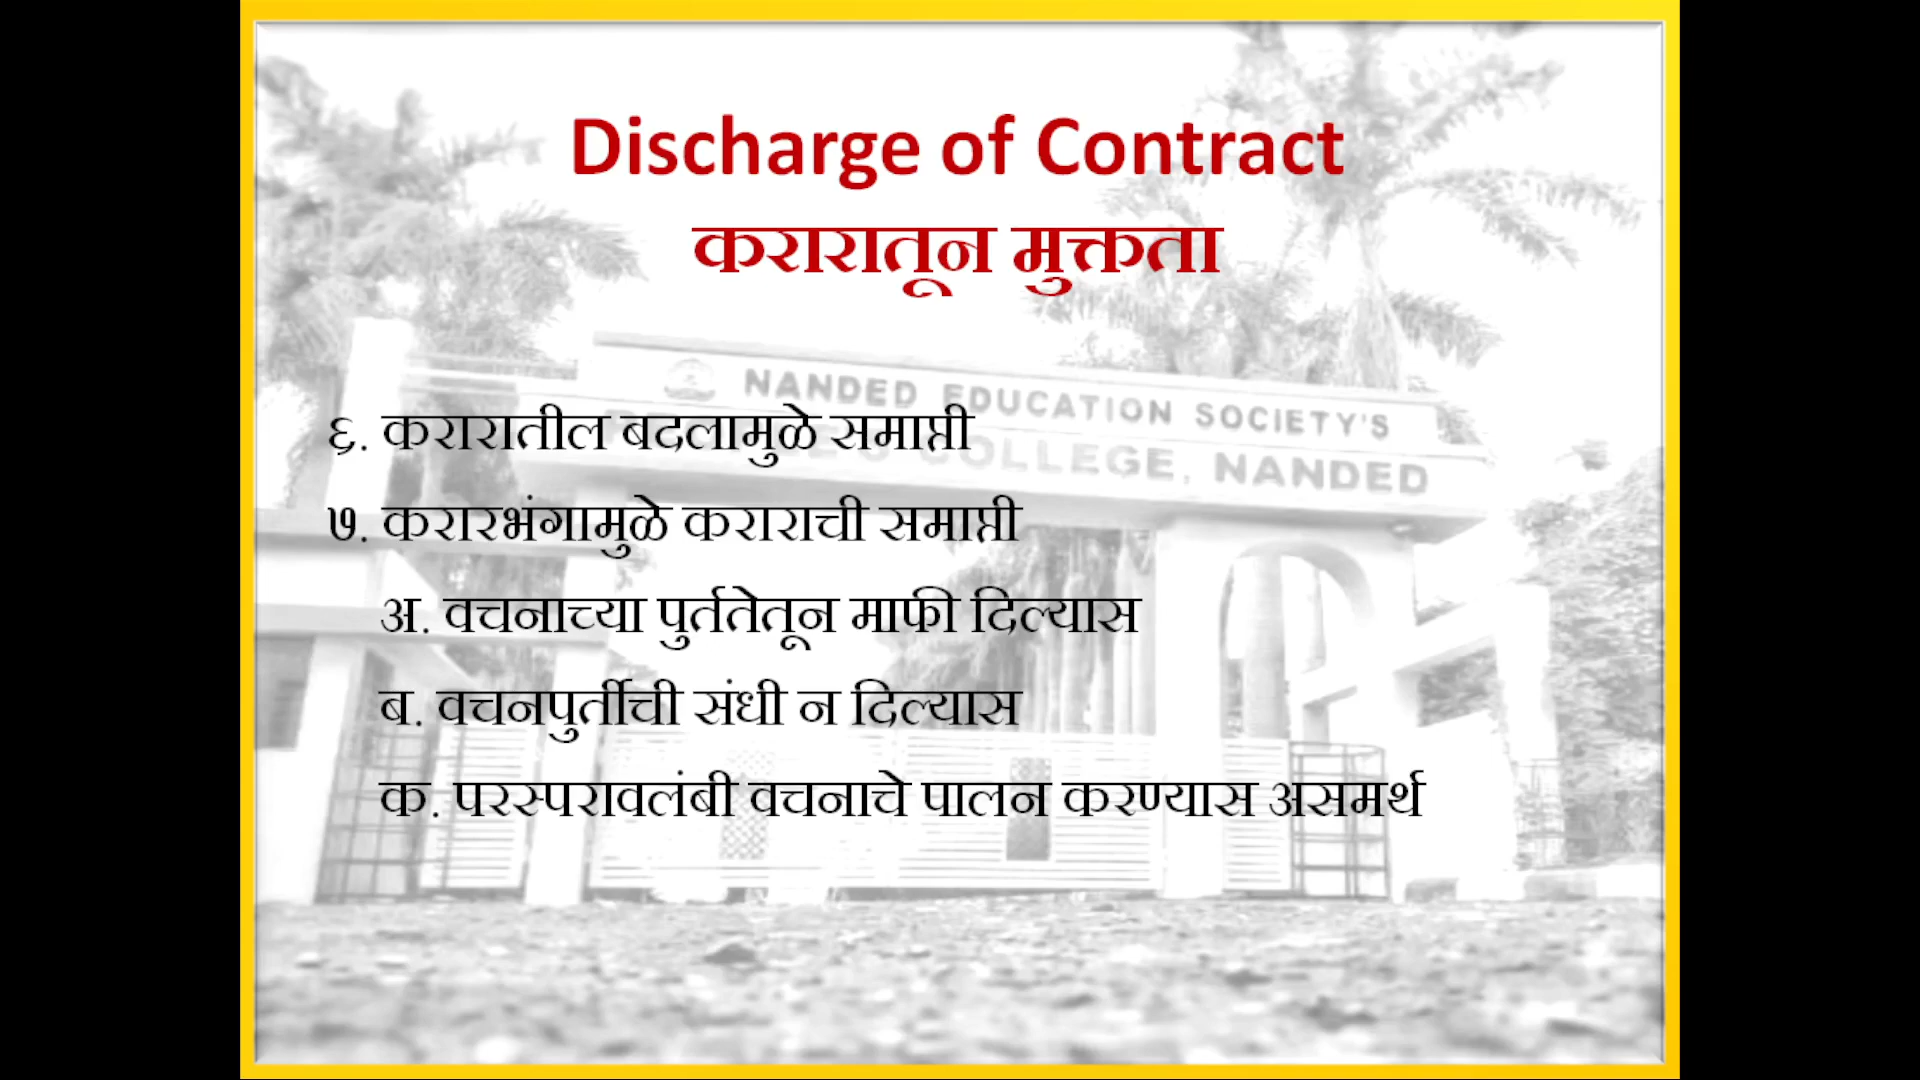 Discharge of Contract
करारातून मुक्तता
NANDED EDUCATION SOCIETY'S
COLLEGE, NANDED
६. करारातील बदलामुळे समाप्ती
७. करारभंगामुळे कराराची समाप्ती
अ. वचनाच्या पुर्ततेतून माफी दिल्यास
ब. वचनपुर्तीची संधी न दिल्यास
क. परस्परावलंबी वचनाचे पालन करण्यास असमर्थ